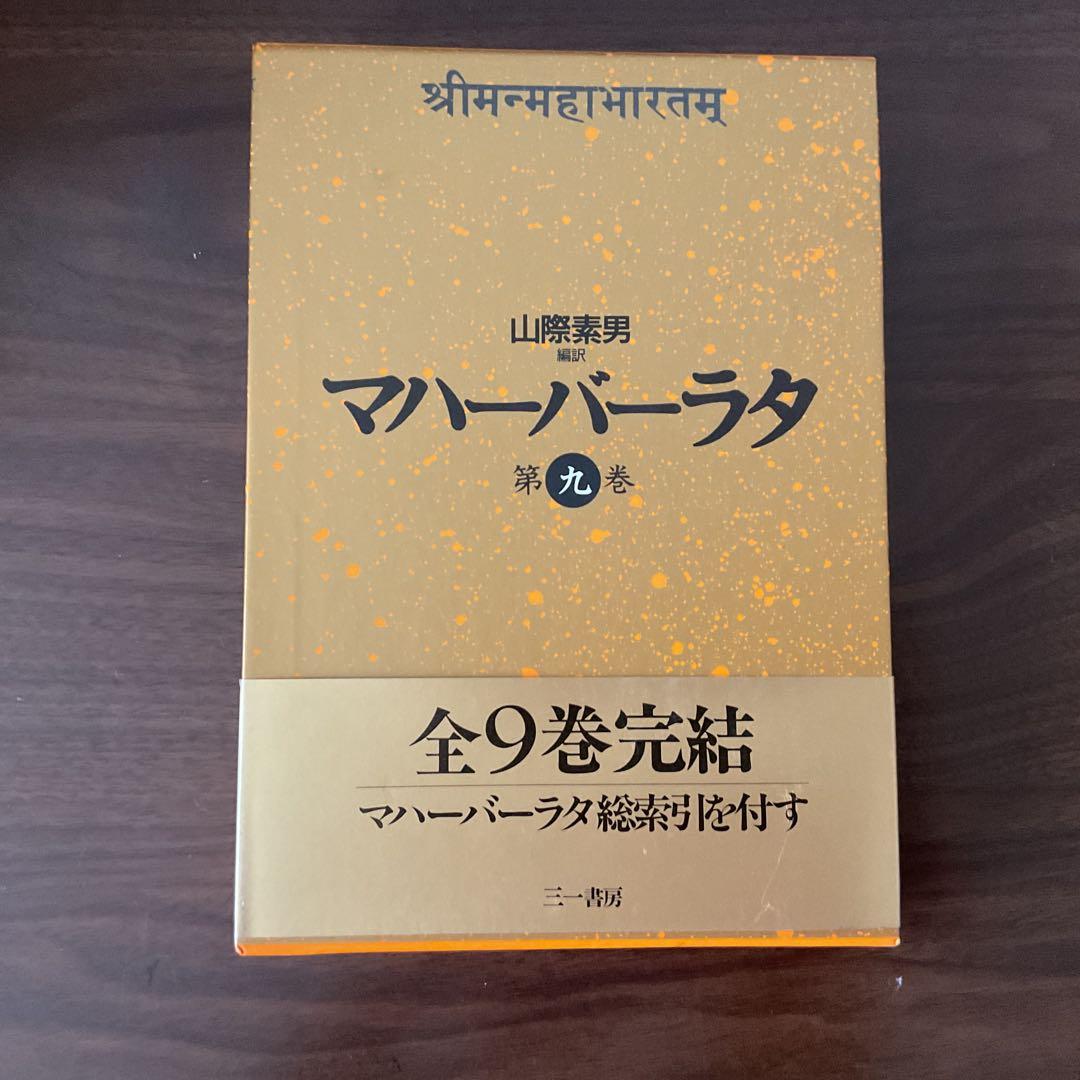 श्रीमन्महाभारतम्
山際素男
編訳
マハーバーラタ
第九巻
全9巻完結
マハーバーラタ総索引を付す
三一書房